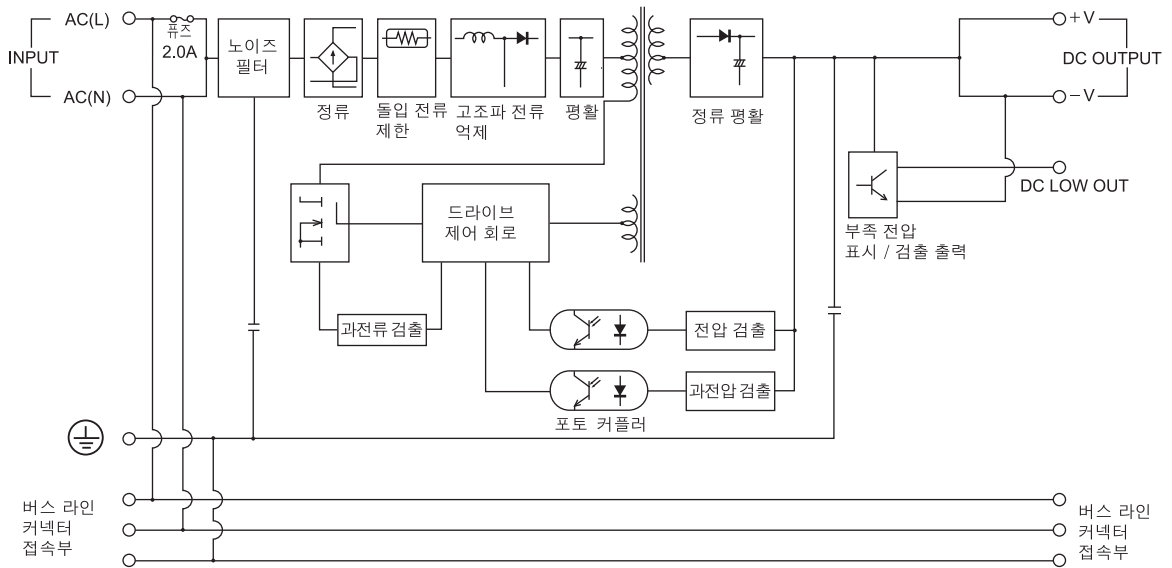 INPUT
AC(L)
AC(N)
퓨즈
2.0A
노이즈
필터
정류
돌입 전류
제한
고조파 전류
억제
평활
정류 평활
+V
DC OUTPUT
−V
DC LOW OUT
부족 전압
표시 / 검출 출력
드라이브
제어 회로
과전류 검출
전압 검출
과전압 검출
포토 커플러
버스 라인
커넥터
접속부
버스 라인
커넥터
접속부